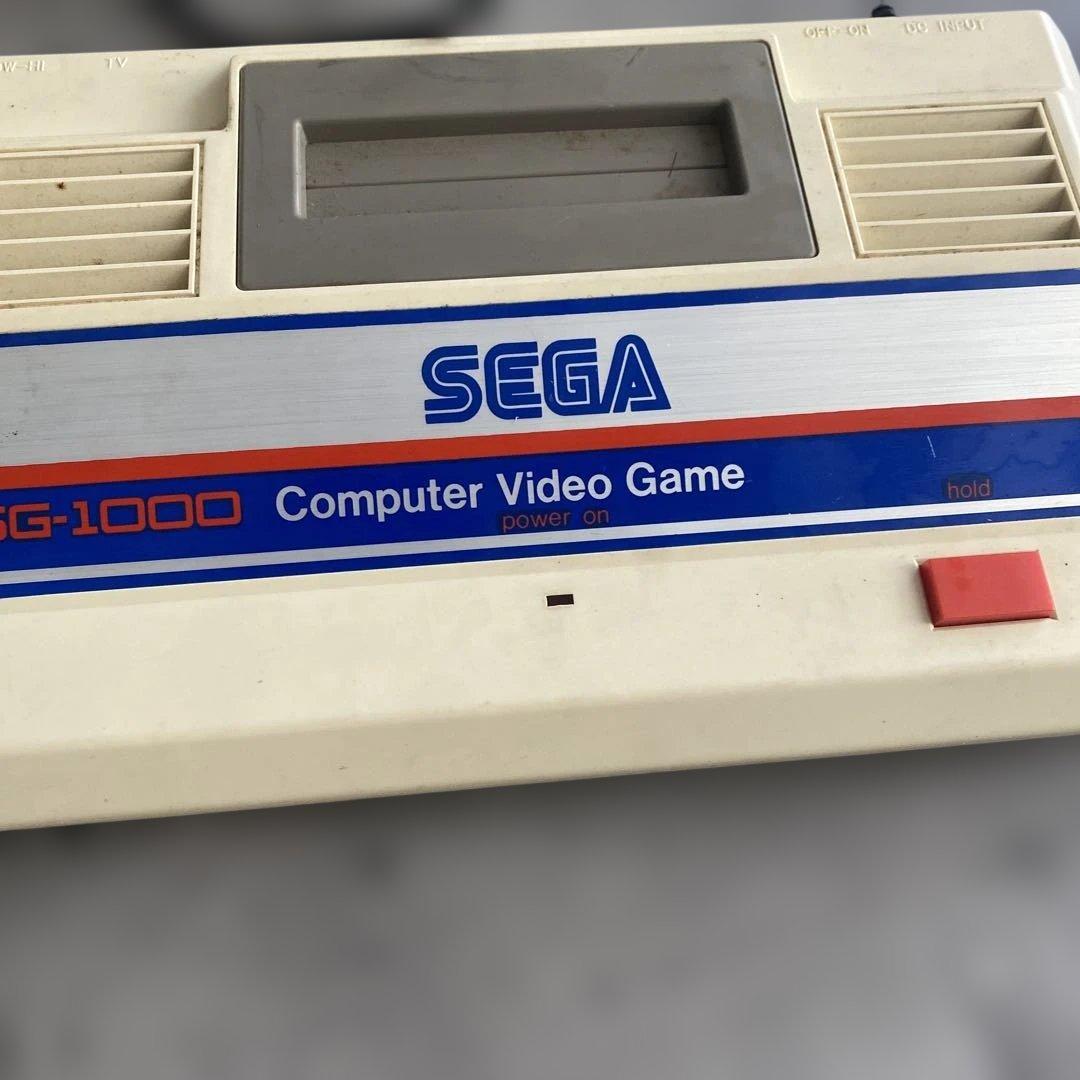 TV
OFF-ON DC INPUT
SEGA
SG-1000 Computer Video Game
power on
hold